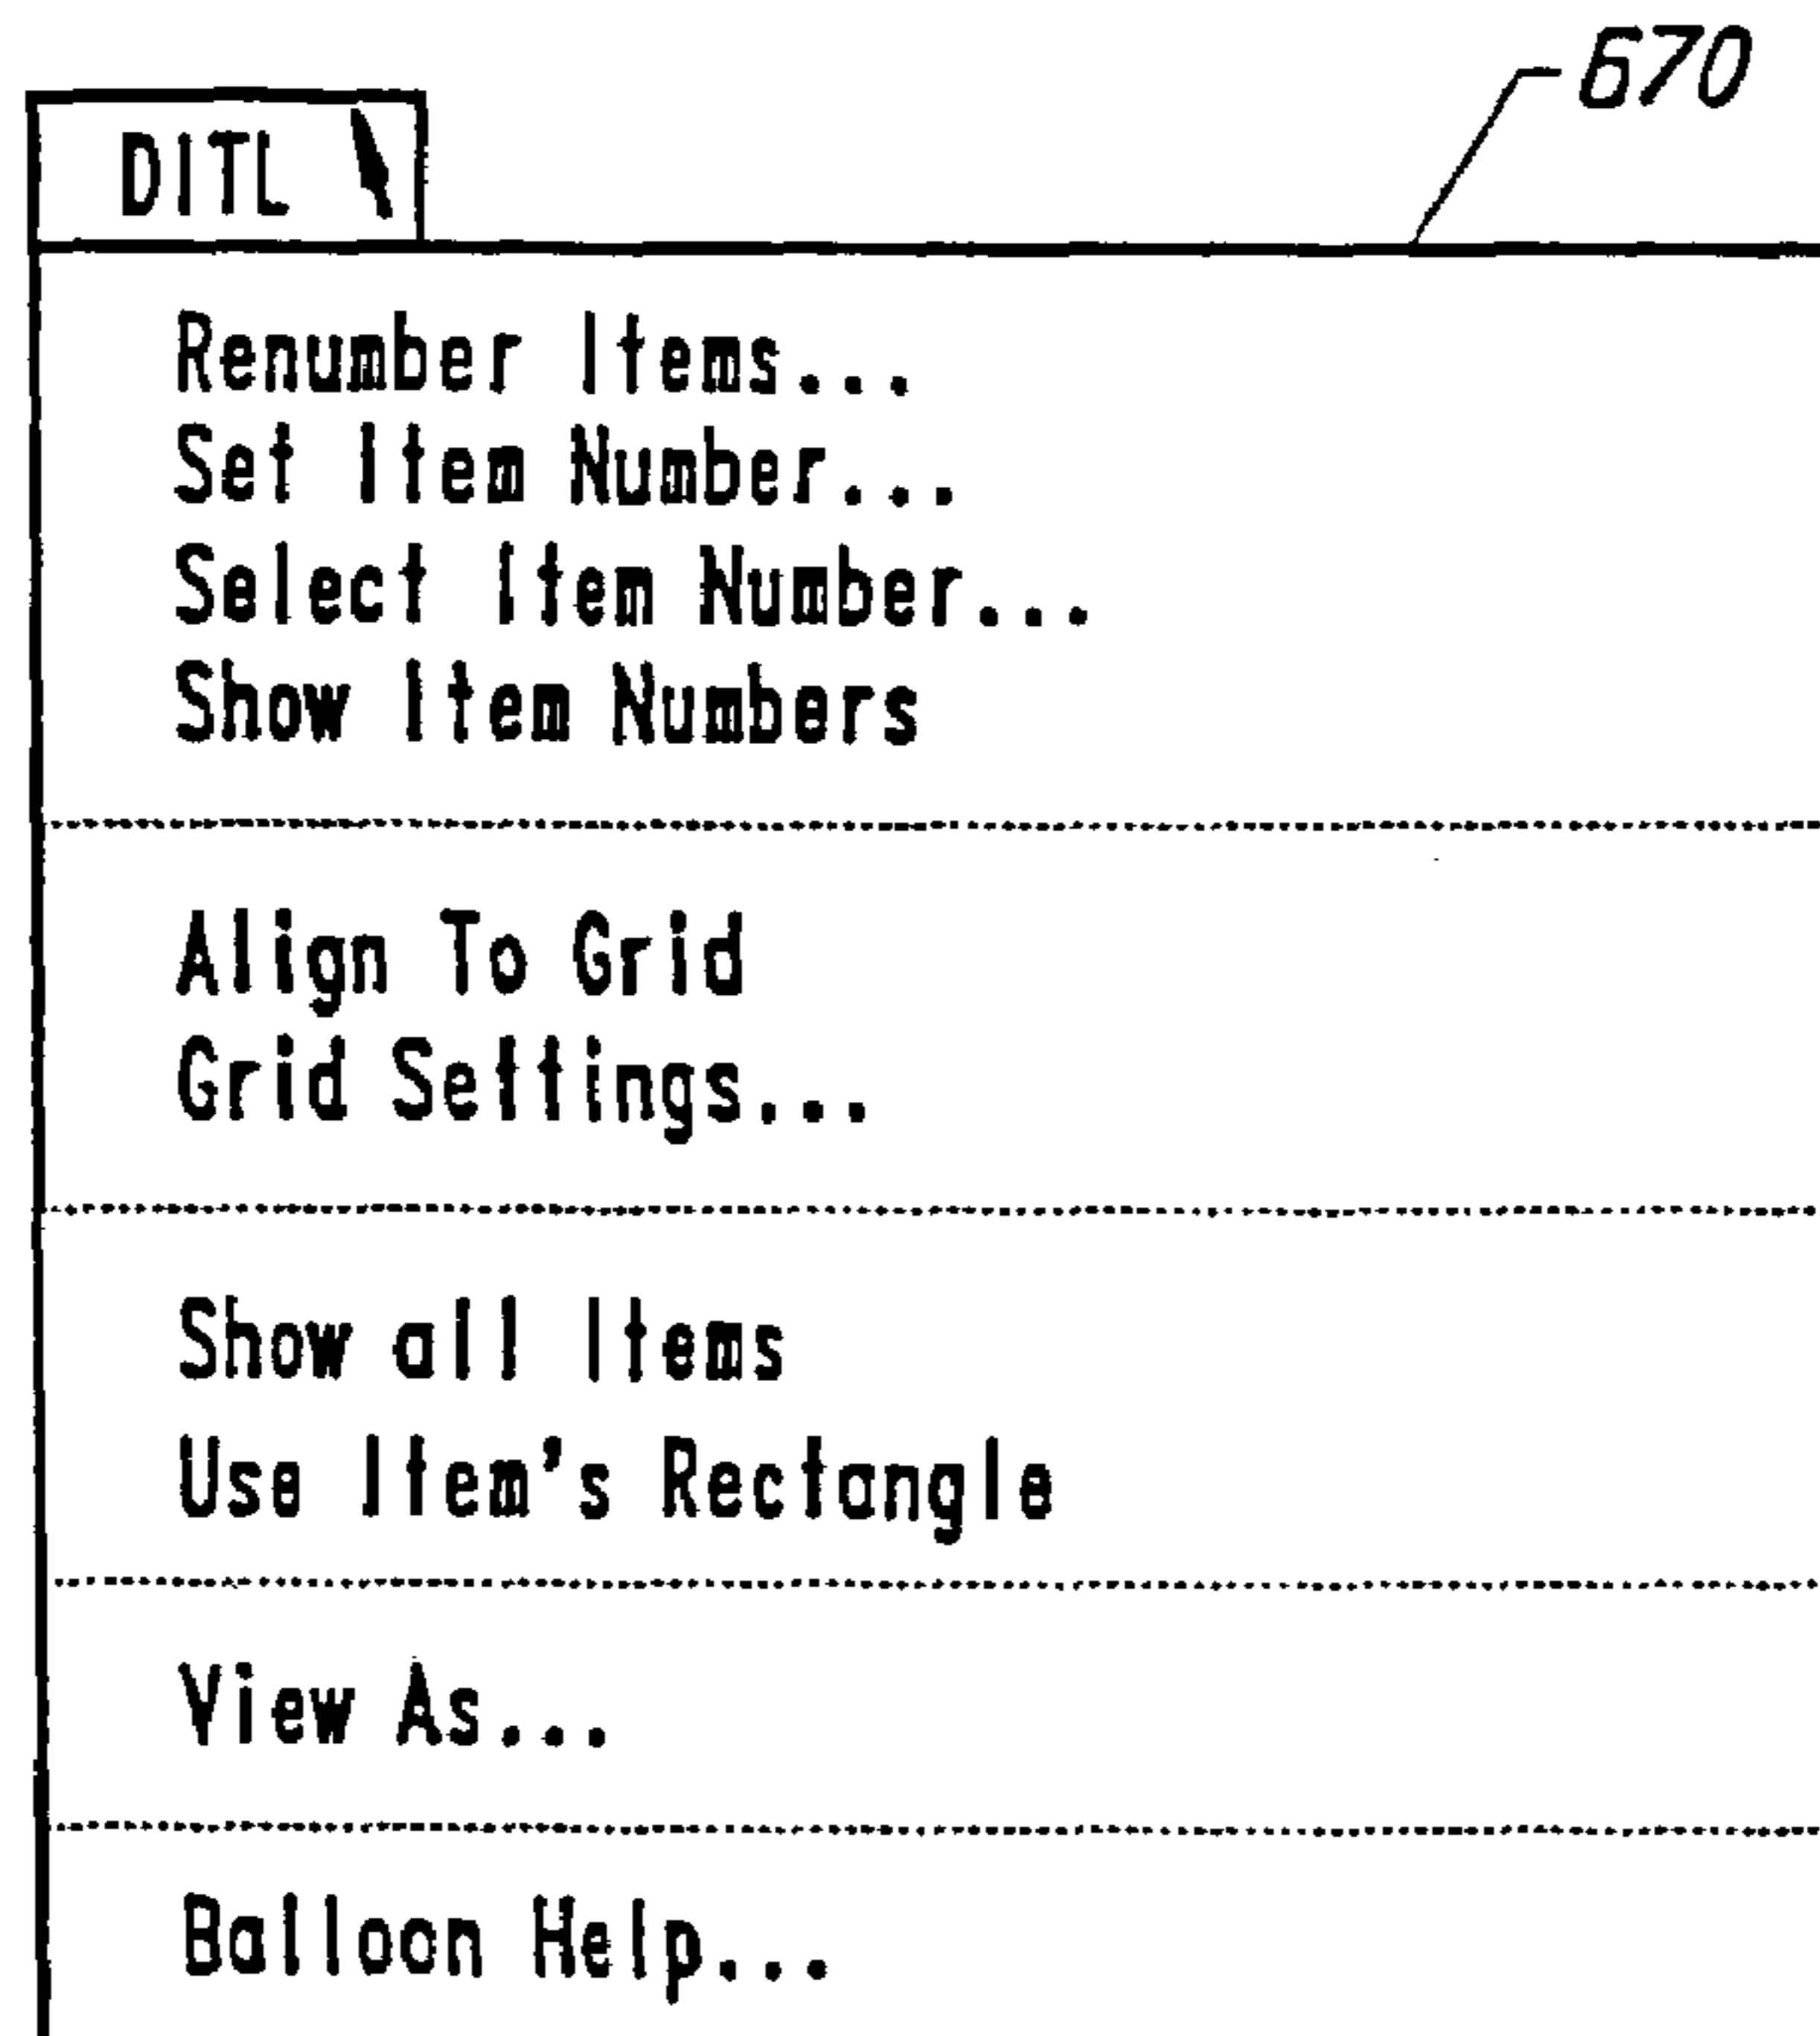 670
DITL
Renumber Items...
Set Item Number...
Select Item Number...
Show Item Numbers
Align To Grid
Grid Settings...
Show all Items
Use Item's Rectangle
View As...
Balloon Help...